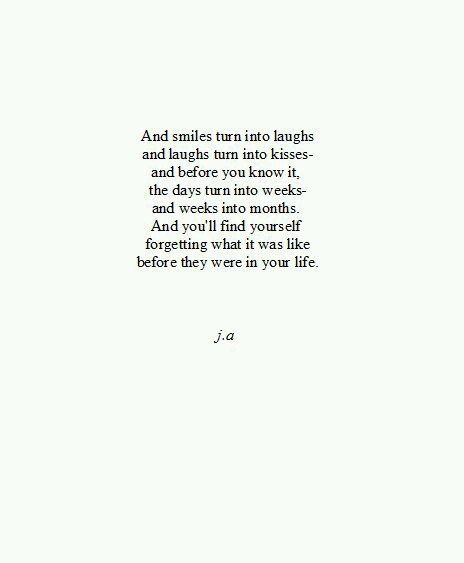 And smiles turn into laughs
and laughs turn into kisses-
and before you know it,
the days turn into weeks-
and weeks into months.
And you'll find yourself
forgetting what it was like
before they were in your life.
j.a